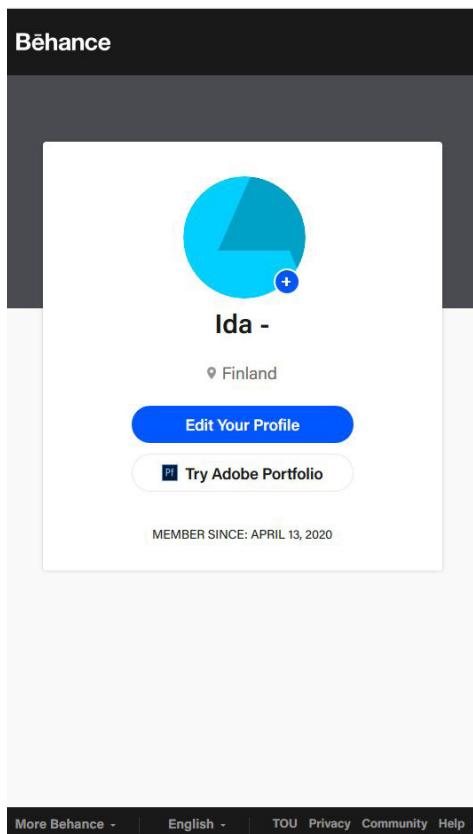 Bēhance
Ida -
Finland
Edit Your Profile
Pf Try Adobe Portfolio
MEMBER SINCE: APRIL 13, 2020
More Behance - English - TOU Privacy Community Help